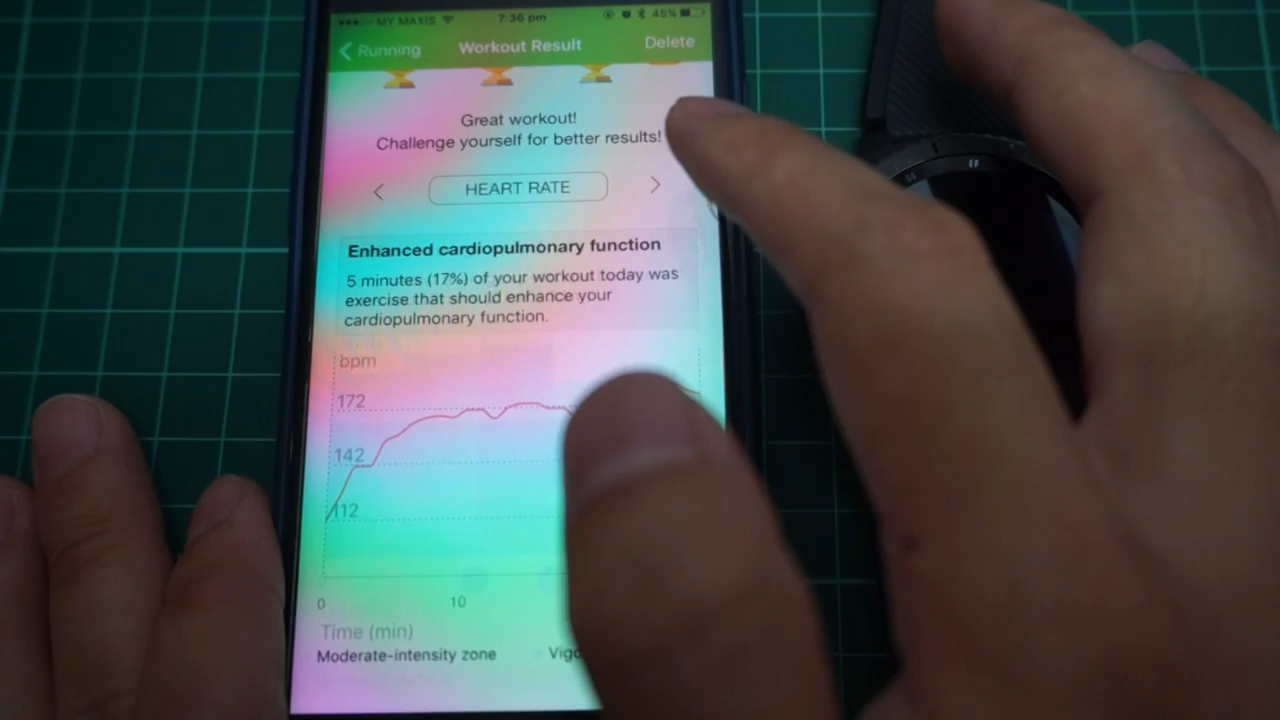 MY MAXIS 7:36 pm 45%
Running Workout Result Delete
Great workout!
Challenge yourself for better results!
HEART RATE
Enhanced cardiopulmonary function
5 minutes (17%) of your workout today was
exercise that should enhance your
cardiopulmonary function.
bpm
172
142
112
0 10
Time (min)
Moderate-intensity zone
55